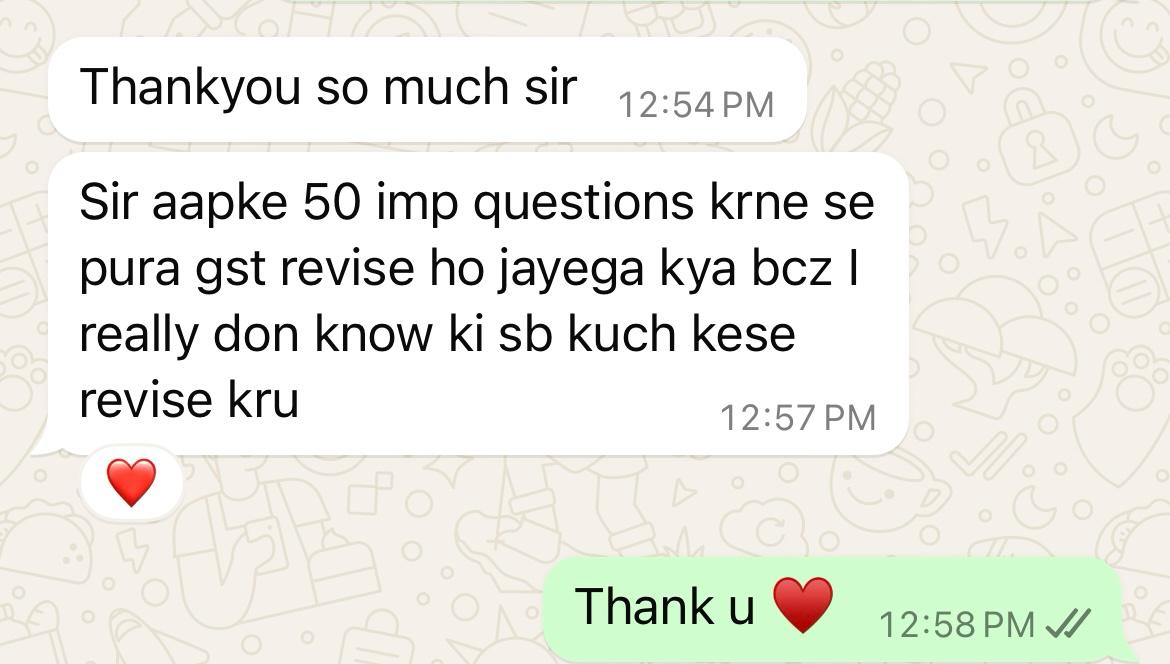 Thankyou so much sir 12:54 PM
Sir aapke 50 imp questions krne se
pura gst revise ho jayega kya bcz I
really don know ki sb kuch kese
revise kru 12:57 PM
❤️
Thank u ♥️ 12:58 PM